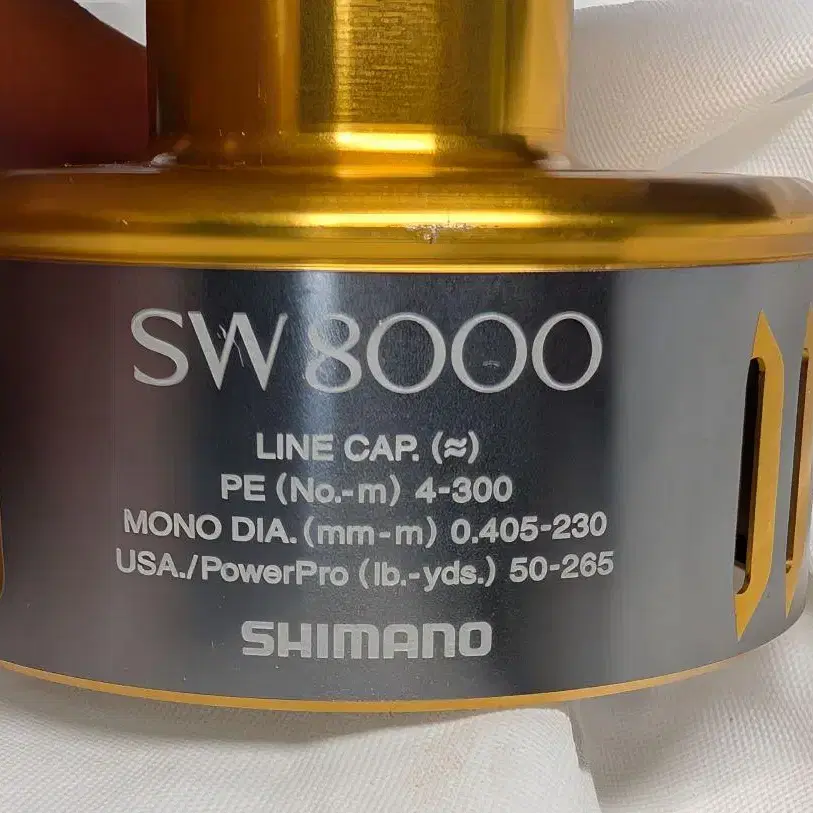 SW 8000
LINE CAP. (≈)
PE (No.-m) 4-300
MONO DIA. (mm-m) 0.405-230
USA./PowerPro (lb.-yds.) 50-265
SHIMANO